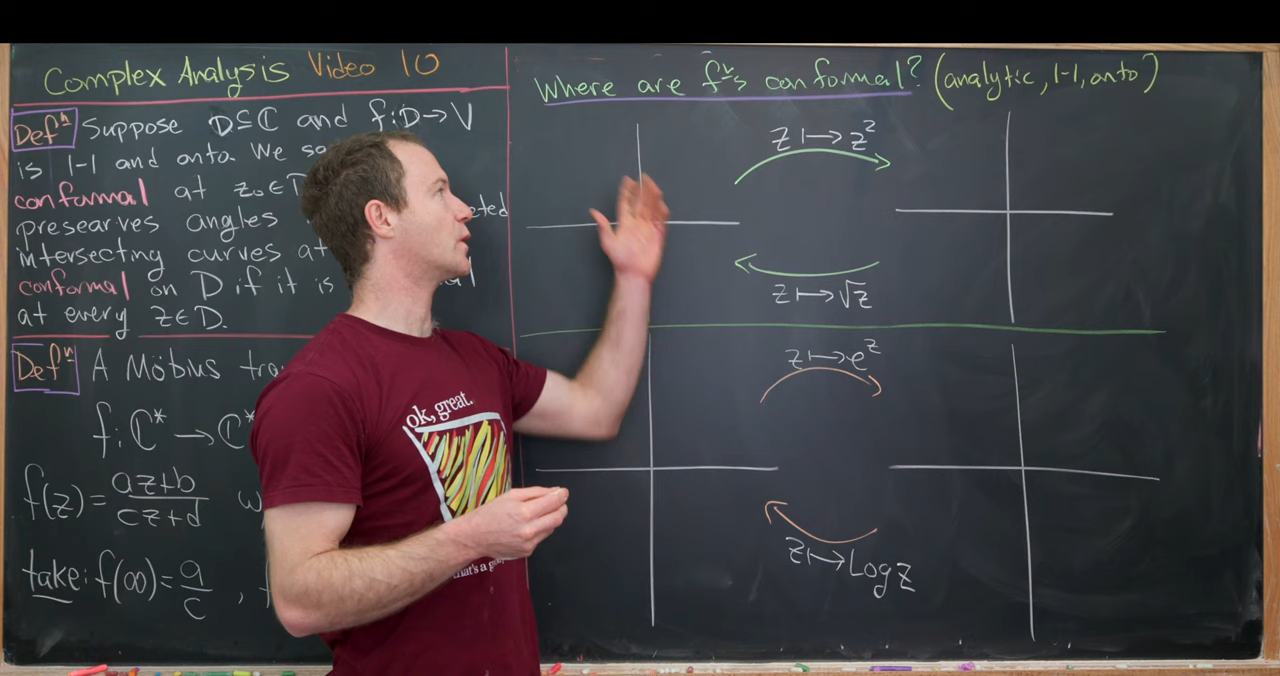 Complex Analysis Video 10
Defⁿ Suppose D⊆ℂ and f:D→V
is 1-1 and onto. We
conformal at z₀∈D
presearves angles
intersecting curves at
conformal on D if it is
at every z∈D.
Defⁿ A Möbius
f:ℂ*→ℂ*
f(z)=az+b/cz+d
take: f(∞)=a/c ,
Where are fⁿs conformal? (analytic, 1-1, onto)
z↦z²
z↦√z
z↦e^z
z↦Log z
ok, great.
that's a